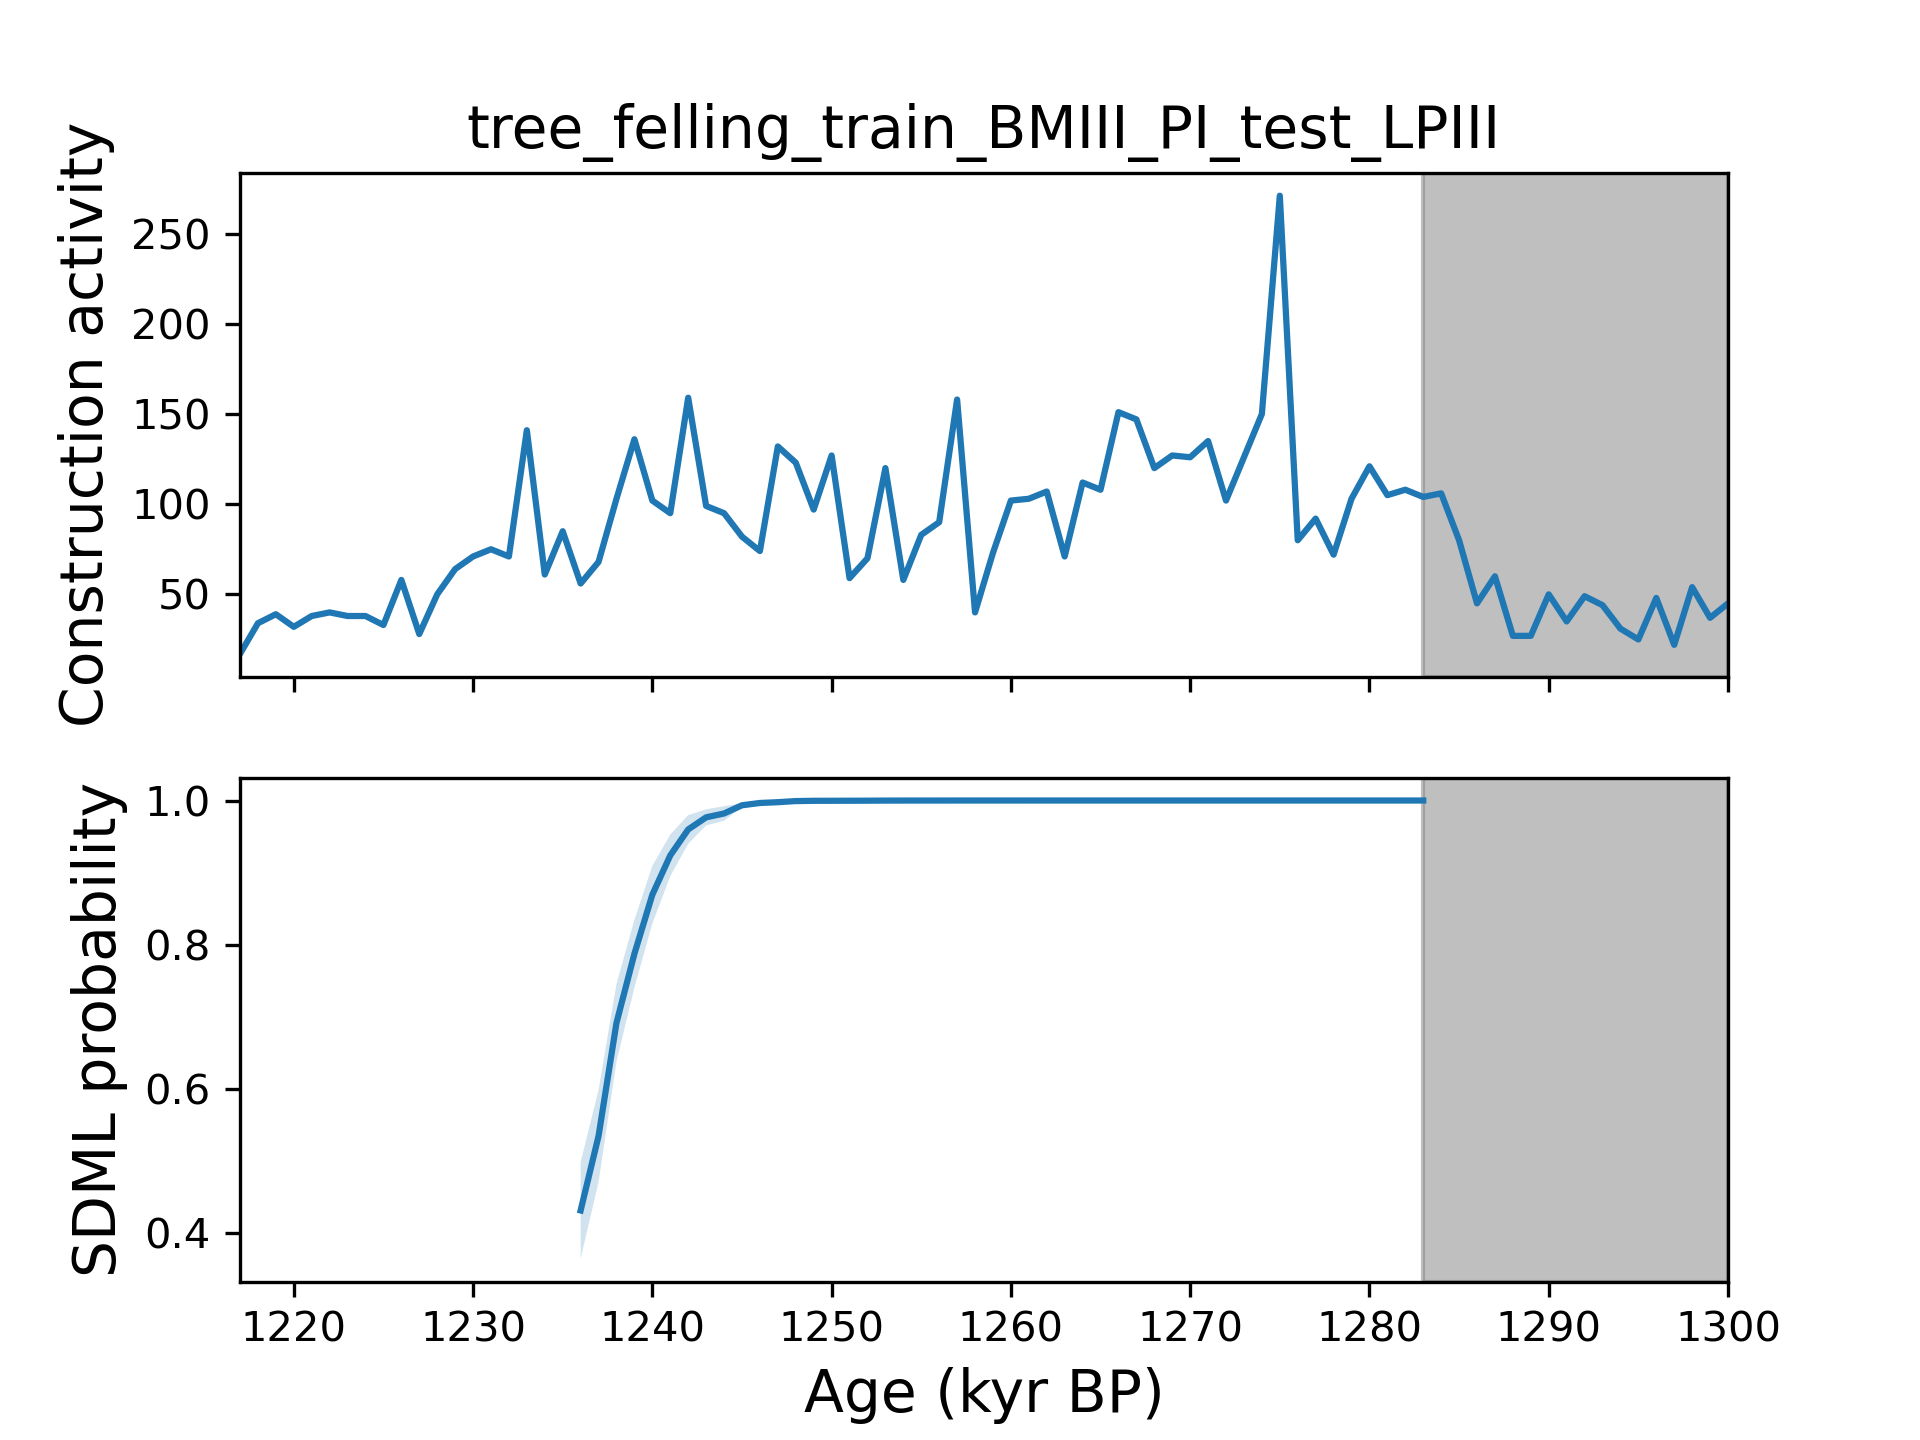 tree_felling_train_BMIII_PI_test_LPIII
Construction activity
250
200
150
100
50
SDML probability
1.0
0.8
0.6
0.4
1220 1230 1240 1250 1260 1270 1280 1290 1300
Age (kyr BP)